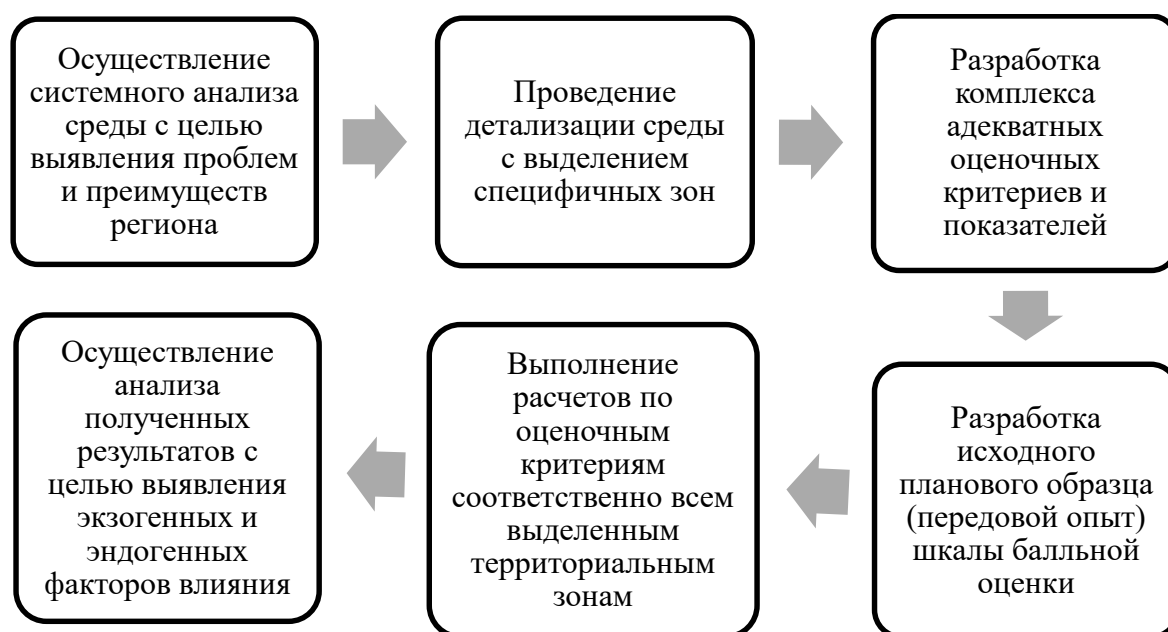 Осуществление
системного анализа
среды с целью
выявления проблем
и преимуществ
региона
Проведение
детализации среды
с выделением
специфичных зон
Разработка
комплекса
адекватных
оценочных
критериев и
показателей
Разработка
исходного
планового образца
(передовой опыт)
шкалы балльной
оценки
Выполнение
расчетов по
оценочным
критериям
соответственно всем
выделенным
территориальным
зонам
Осуществление
анализа
полученных
результатов с
целью выявления
экзогенных и
эндогенных
факторов влияния